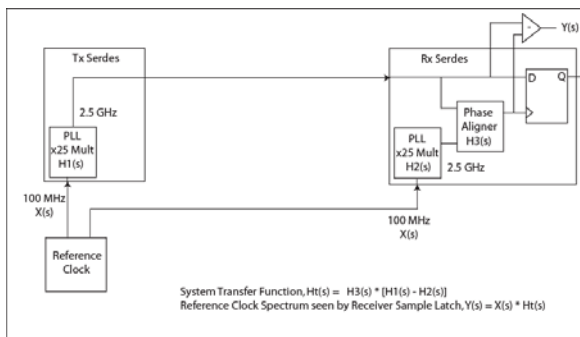 Y(s)
Tx Serdes
Rx Serdes
2.5 GHz
D
Q
PLL
x25 Mult
H1(s)
Phase
Aligner
H3(s)
PLL
x25 Mult
H2(s)
2.5 GHz
100 MHz
X(s)
100 MHz
X(s)
Reference
Clock
System Transfer Function, Ht(s) = H3(s) * [H1(s) - H2(s)]
Reference Clock Spectrum seen by Receiver Sample Latch, Y(s) = X(s) * Ht(s)